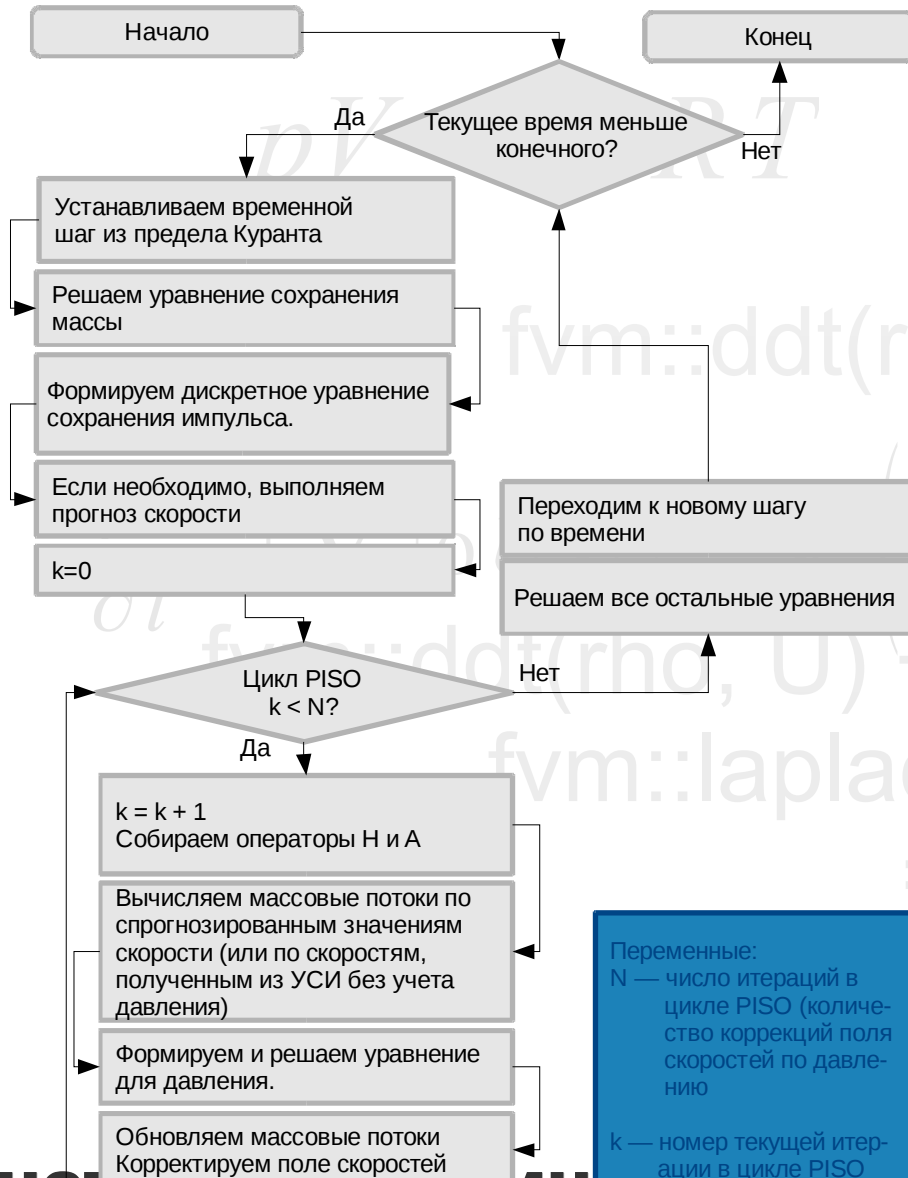 Начало
Конец
Текущее время меньше
конечного?
Да
Нет
Устанавливаем временной
шаг из предела Куранта
Решаем уравнение сохранения
массы
Формируем дискретное уравнение
сохранения импульса.
Если необходимо, выполняем
прогноз скорости
k=0
Переходим к новому шагу
по времени
Решаем все остальные уравнения
Цикл PISO
k < N?
Нет
Да
k = k + 1
Собираем операторы H и A
Вычисляем массовые потоки по
спрогнозированным значениям
скорости (или по скоростям,
полученным из УСИ без учета
давления)
Формируем и решаем уравнение
для давления.
Обновляем массовые потоки
Корректируем поле скоростей
Переменные:
N — число итераций в
цикле PISO (количе-
ство коррекций поля
скоростей по давле-
нию
k — номер текущей итер-
ации в цикле PISO
pV
RT
fvm::ddt(r
fvm::ddt(rho, U)
fvm::lapla